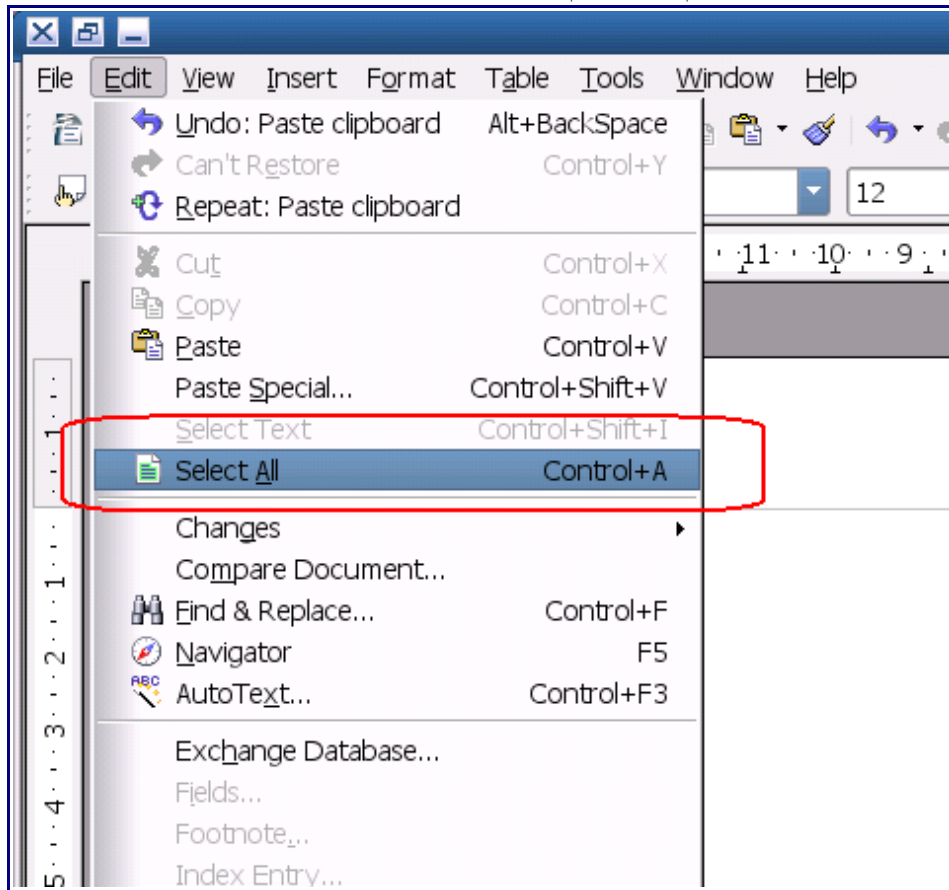 File Edit View Insert Format Table Tools Window Help
Undo: Paste clipboard Alt+BackSpace
Can't Restore Control+Y
Repeat: Paste clipboard
12
Cut Control+X
11 10 9
Copy Control+C
Paste Control+V
Paste Special... Control+Shift+V
Select Text Control+Shift+I
1
Select All Control+A
Changes
Compare Document...
1
Find & Replace... Control+F
2
Navigator F5
ABC
AutoText... Control+F3
3
Exchange Database...
4
Fields...
Footnote...
5
Index Entry...